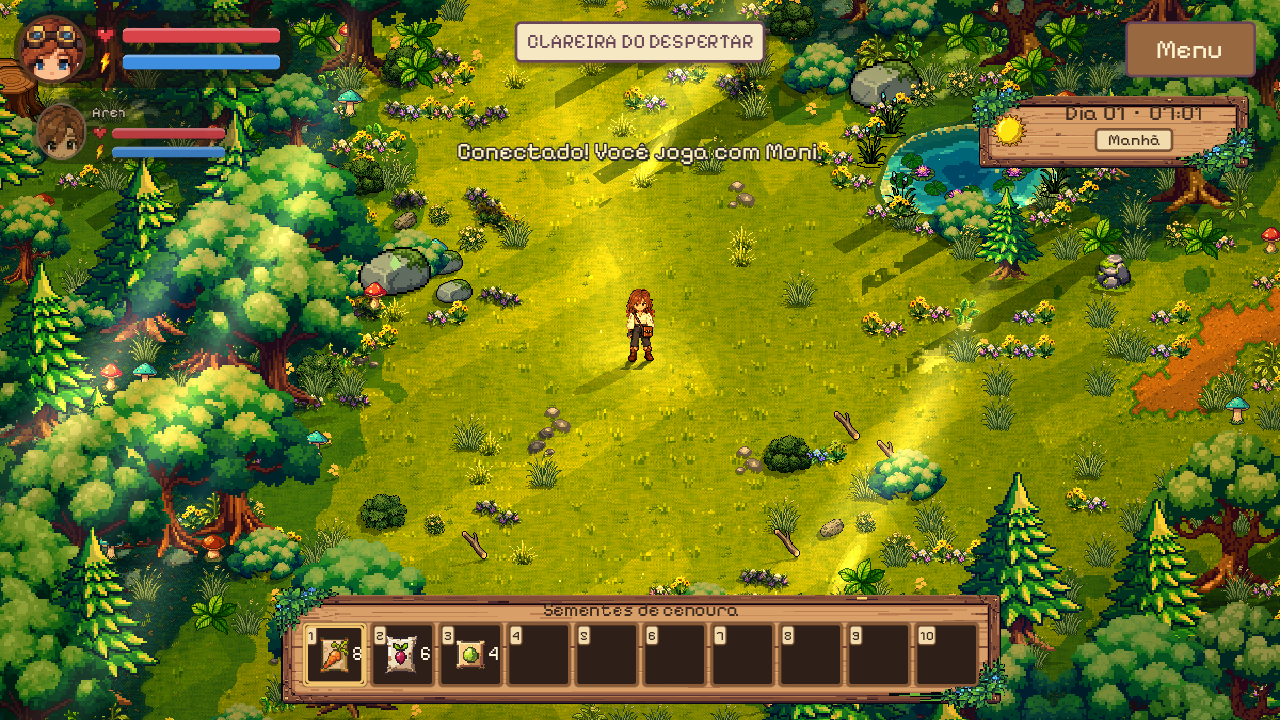 CLAREIRA DO DESPERTAR
Menu
Aren
Dia 01 · 07:01
Manhã
Conectado! Você joga com Moni.
Sementes de cenoura
1 2 3 4 5 6 7 8 9 10
8 6 4